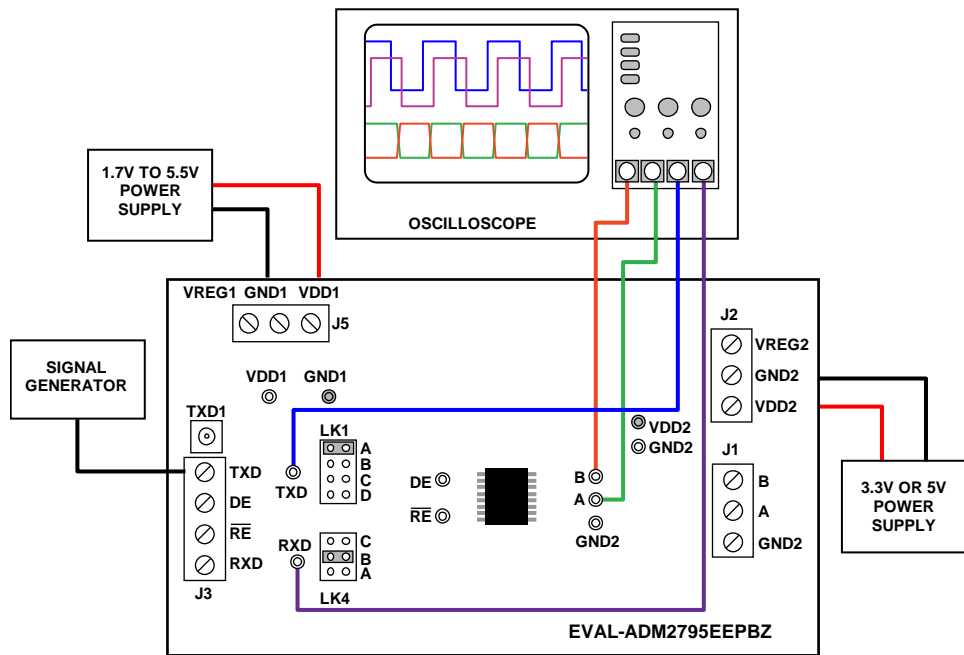 OSCILLOSCOPE
1.7V TO 5.5V
POWER
SUPPLY
VREG1 GND1 VDD1
J5
SIGNAL
GENERATOR
VDD1
GND1
TXD1
TXD
DE
RE
RXD
J3
LK1
A
B
C
D
TXD
RXD
C
B
A
LK4
DE
RE
B
A
GND2
VDD2
GND2
J2
VREG2
GND2
VDD2
J1
B
A
GND2
3.3V OR 5V
POWER
SUPPLY
EVAL-ADM2795EEPBZ